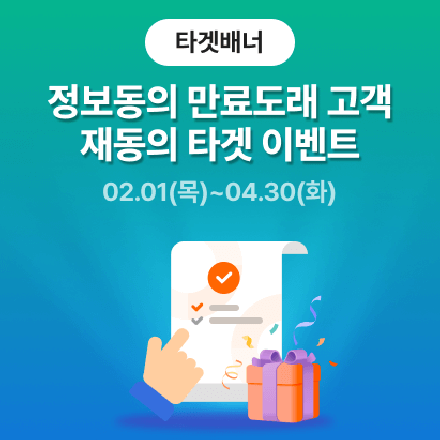 타겟배너
정보동의 만료도래 고객
재동의 타겟 이벤트
02.01(목)~04.30(화)